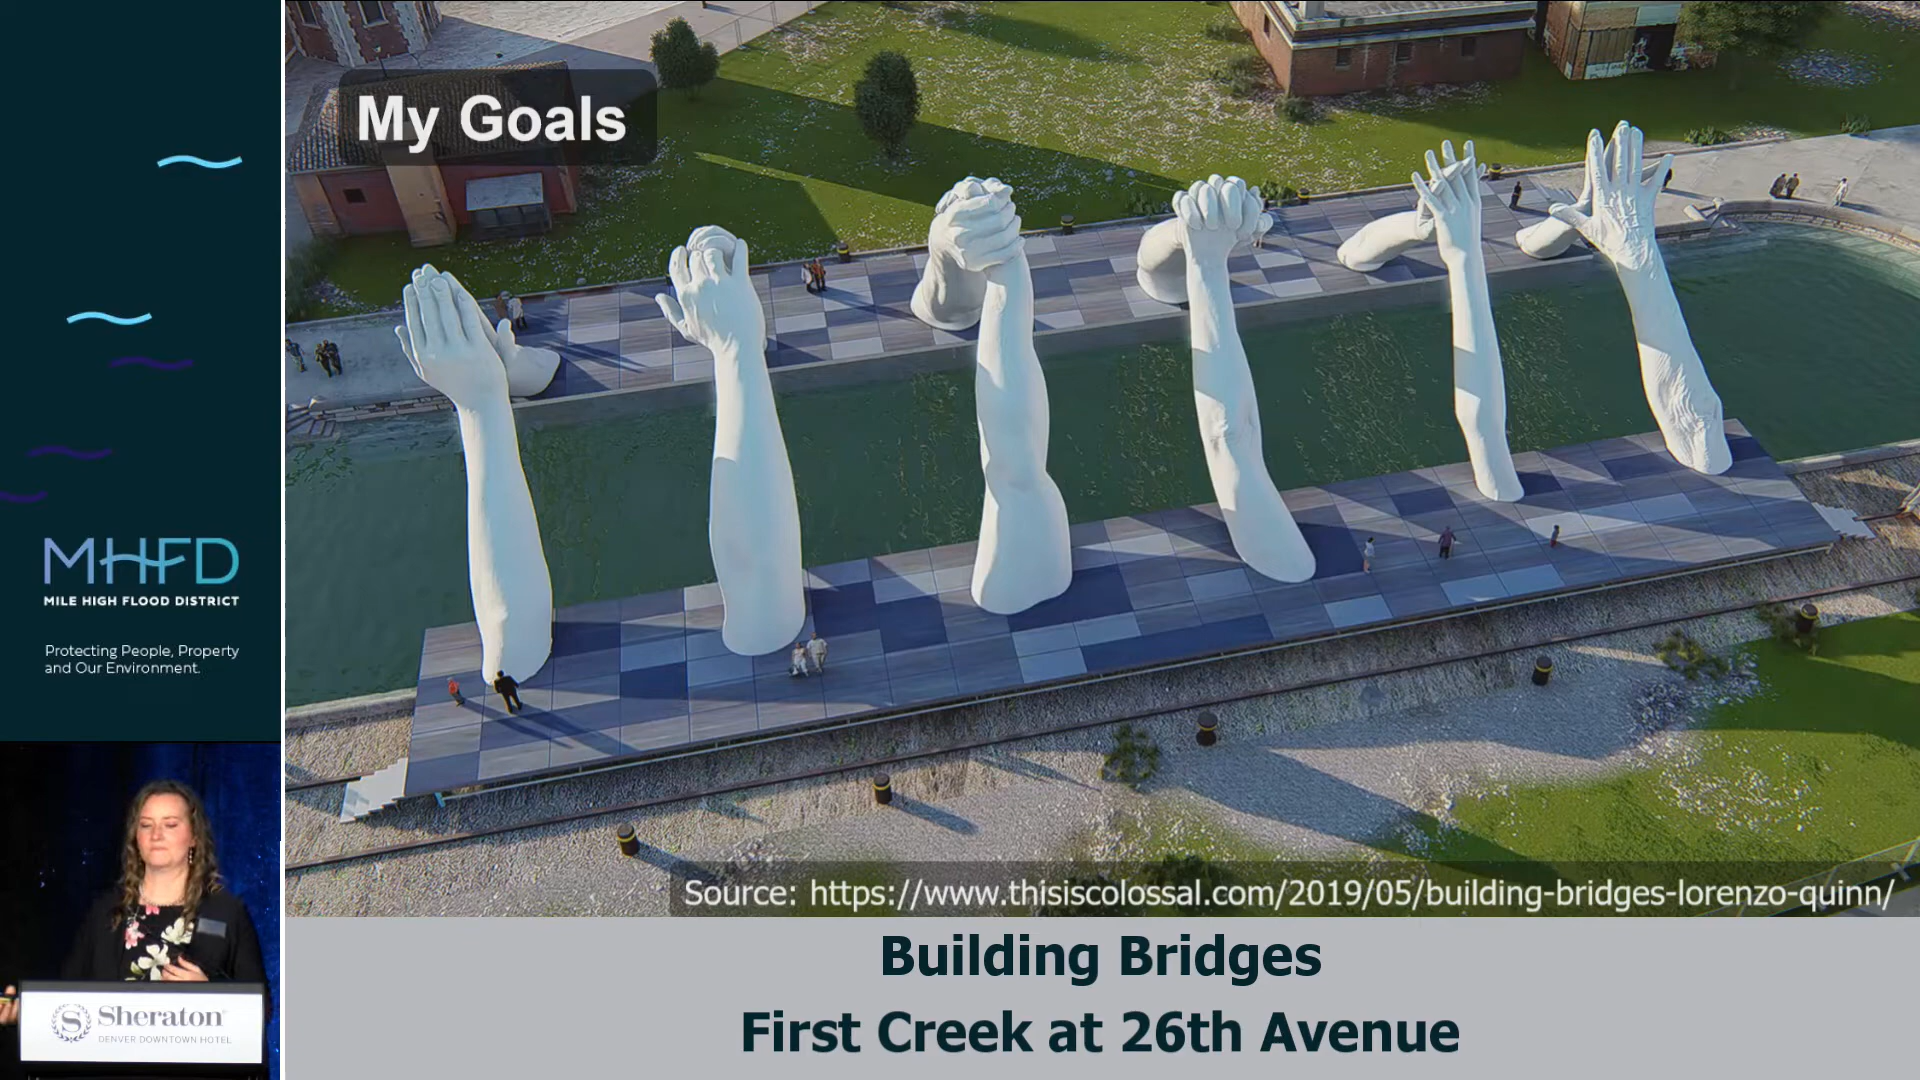 My Goals
MHFD
MILE HIGH FLOOD DISTRICT
Protecting People, Property
and Our Environment.
S Sheraton
DENVER DOWNTOWN HOTEL
Source: https://www.thisiscolossal.com/2019/05/building-bridges-lorenzo-quinn/
Building Bridges
First Creek at 26th Avenue